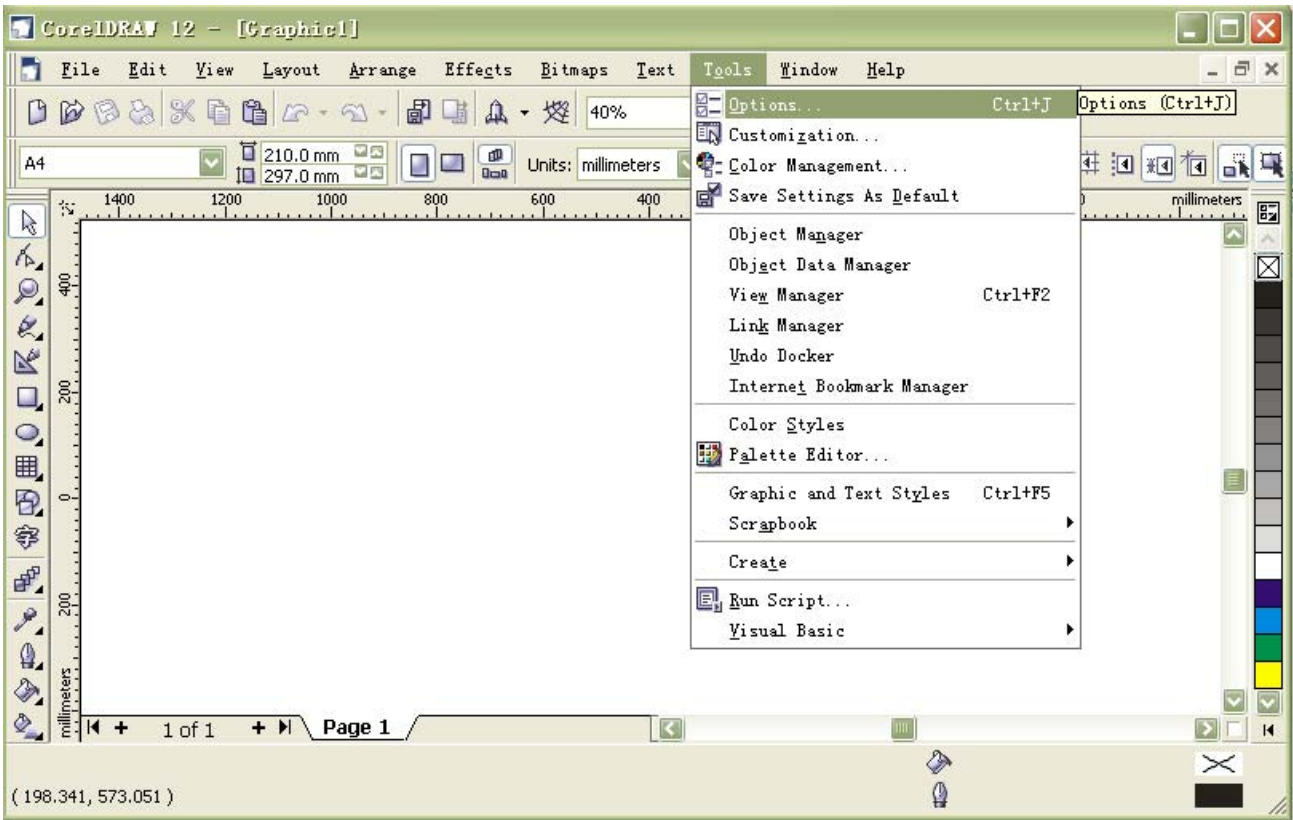 CorelDRAW 12 - [Graphic1]
File Edit View Layout Arrange Effects Bitmaps Text Tools Window Help
40%
Options... Ctrl+J
Options (Ctrl+J)
Customization...
A4
210.0 mm
297.0 mm
Units: millimeters
Color Management...
Save Settings As Default
1400 1200 1000 800 600 400 millimeters
Object Manager
Object Data Manager
View Manager Ctrl+F2
Link Manager
Undo Docker
Internet Bookmark Manager
Color Styles
Palette Editor...
Graphic and Text Styles Ctrl+F5
Scrapbook
Create
Run Script...
Visual Basic
400
200
0
200
millimeters
字
1 of 1 Page 1
( 198.341, 573.051 )